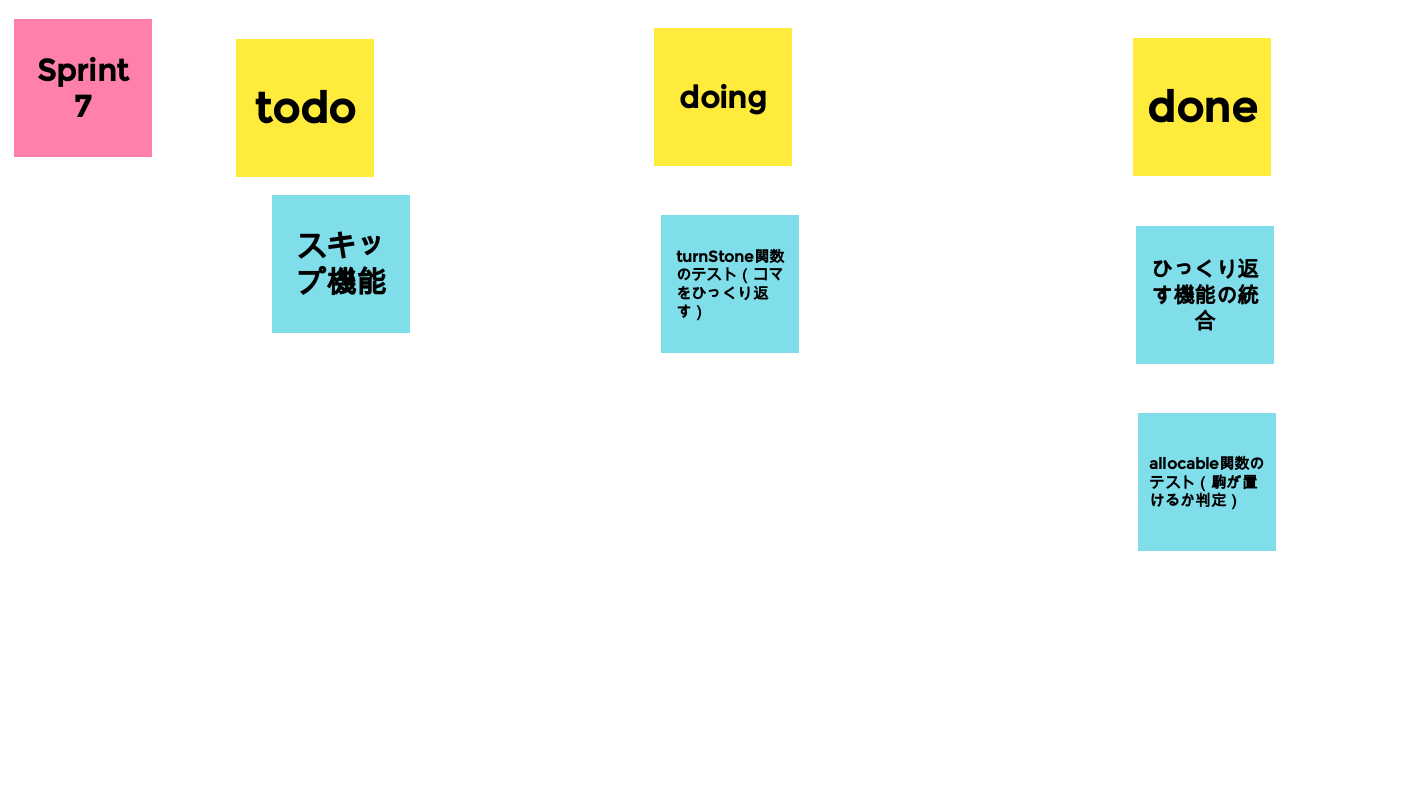 Sprint
7
todo
doing
done
スキッ
プ機能
turnStone関数
のテスト（コマ
をひっくり返
す）
ひっくり返
す機能の統
合
allocable関数の
テスト（駒が置
けるか判定）